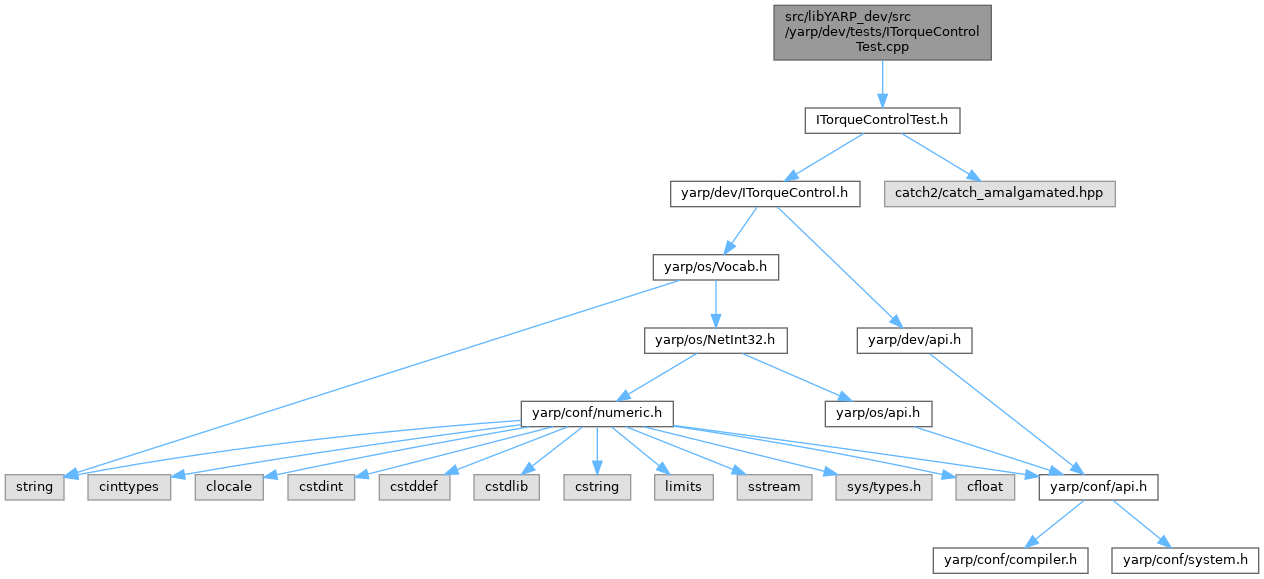 src/libYARP_dev/src
/yarp/dev/tests/ITorqueControl
Test.cpp
ITorqueControlTest.h
yarp/dev/ITorqueControl.h
catch2/catch_amalgamated.hpp
yarp/os/Vocab.h
yarp/os/NetInt32.h
yarp/dev/api.h
yarp/conf/numeric.h
yarp/os/api.h
string
cinttypes
clocale
cstdint
cstddef
cstdlib
cstring
limits
sstream
sys/types.h
cfloat
yarp/conf/api.h
yarp/conf/compiler.h
yarp/conf/system.h